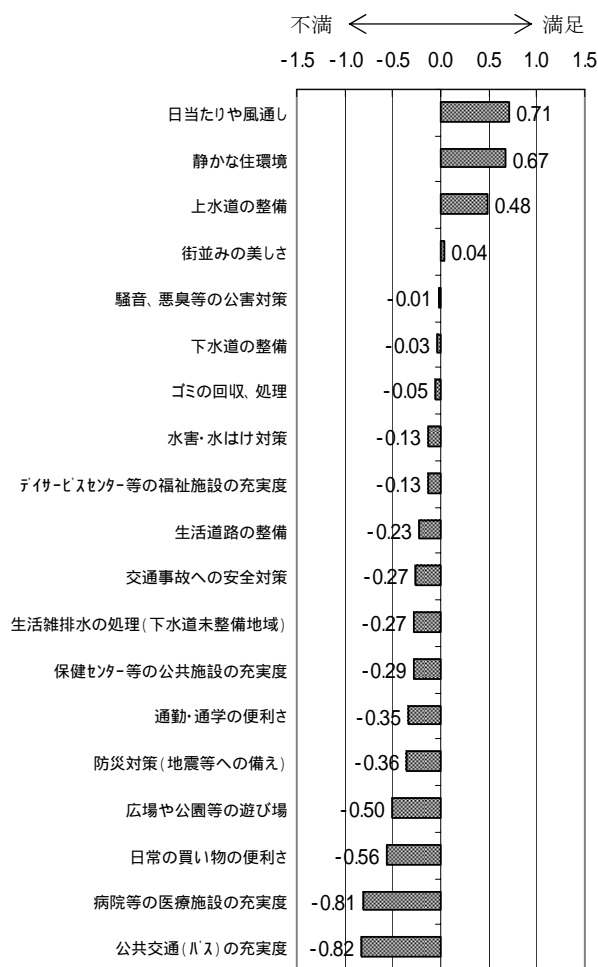 不満 満足
-1.5 -1.0 -0.5 0.0 0.5 1.0 1.5
日当たりや風通し 0.71
静かな住環境 0.67
上水道の整備 0.48
街並みの美しさ 0.04
騒音、悪臭等の公害対策 -0.01
下水道の整備 -0.03
ゴミの回収、処理 -0.05
水害・水はけ対策 -0.13
デイサービスセンター等の福祉施設の充実度 -0.13
生活道路の整備 -0.23
交通事故への安全対策 -0.27
生活雑排水の処理(下水道未整備地域) -0.27
保健センター等の公共施設の充実度 -0.29
通勤・通学の便利さ -0.35
防災対策(地震等への備え) -0.36
広場や公園等の遊び場 -0.50
日常の買い物の便利さ -0.56
病院等の医療施設の充実度 -0.81
公共交通(バス)の充実度 -0.82